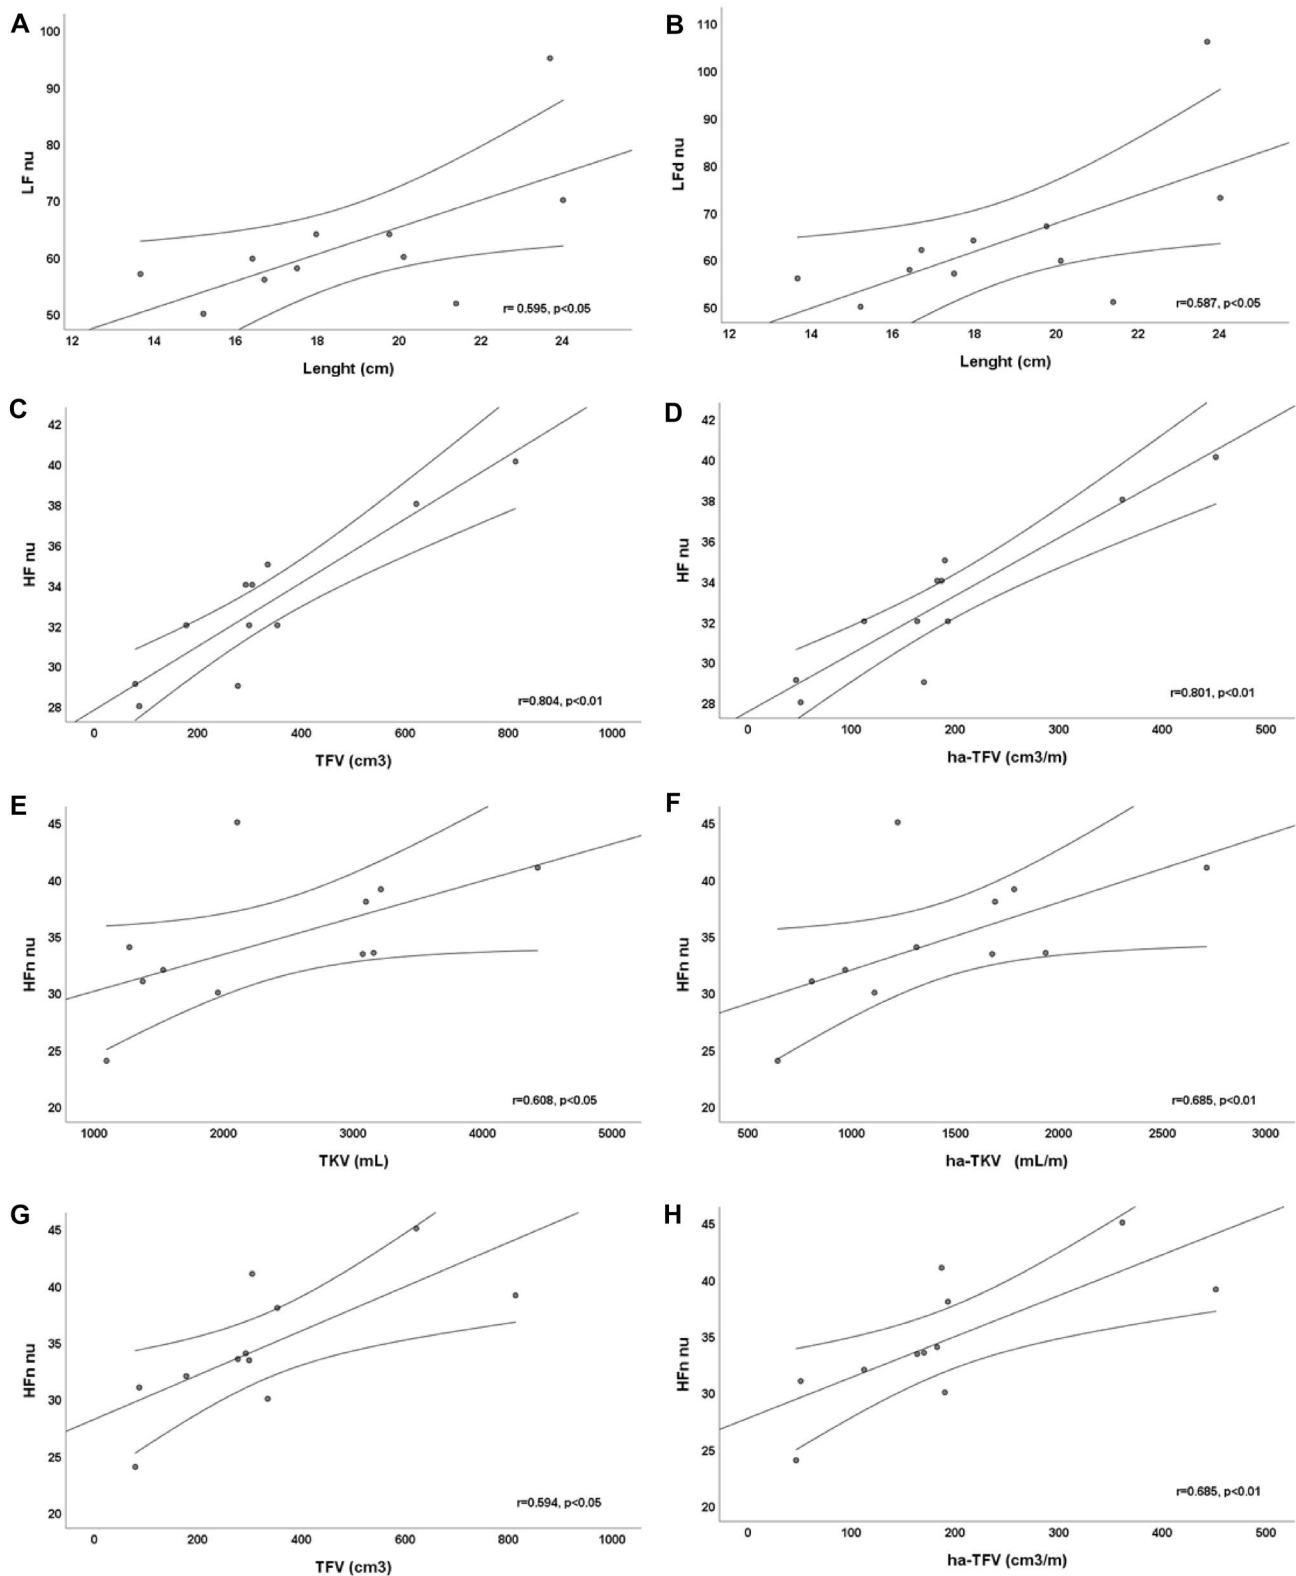 A
100
90
80
70
60
50
LF nu
r= 0.595, p<0.05
12 14 16 18 20 22 24
Lenght (cm)
B
110
100
90
80
70
60
50
LFd nu
r=0.587, p<0.05
12 14 16 18 20 22 24
Lenght (cm)
C
42
40
38
36
34
32
30
28
HF nu
r=0.804, p<0.01
0 200 400 600 800 1000
TFV (cm3)
D
42
40
38
36
34
32
30
28
HF nu
r=0.801, p<0.01
0 100 200 300 400 500
ha-TFV (cm3/m)
E
45
40
35
30
25
20
HFn nu
r=0.608, p<0.05
1000 2000 3000 4000 5000
TKV (mL)
F
45
40
35
30
25
20
HFn nu
r=0.685, p<0.01
500 1000 1500 2000 2500 3000
ha-TKV (mL/m)
G
45
40
35
30
25
20
HFn nu
r=0.594, p<0.05
0 200 400 600 800 1000
TFV (cm3)
H
45
40
35
30
25
20
HFn nu
r=0.685, p<0.01
0 100 200 300 400 500
ha-TFV (cm3/m)